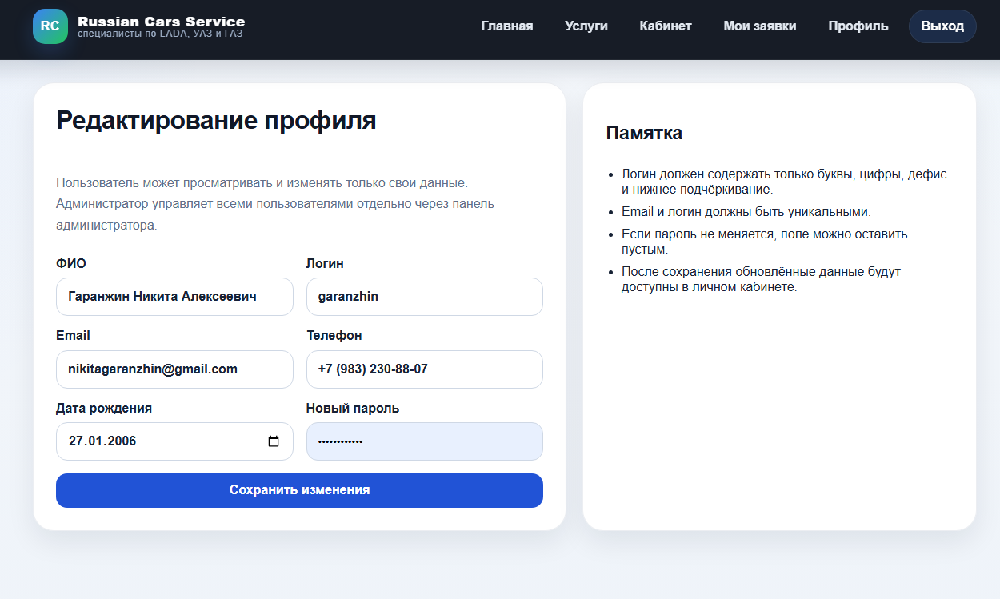 RC
Russian Cars Service
специалисты по LADA, УАЗ и ГАЗ
Главная
Услуги
Кабинет
Мои заявки
Профиль
Выход
Редактирование профиля
Пользователь может просматривать и изменять только свои данные.
Администратор управляет всеми пользователями отдельно через панель
администратора.
ФИО
Логин
Гаранжин Никита Алексеевич
garanzhin
Email
Телефон
nikitagaranzhin@gmail.com
+7 (983) 230-88-07
Дата рождения
Новый пароль
27.01.2006
••••••••••••
Сохранить изменения
Памятка
• Логин должен содержать только буквы, цифры, дефис
и нижнее подчёркивание.
• Email и логин должны быть уникальными.
• Если пароль не меняется, поле можно оставить
пустым.
• После сохранения обновлённые данные будут
доступны в личном кабинете.